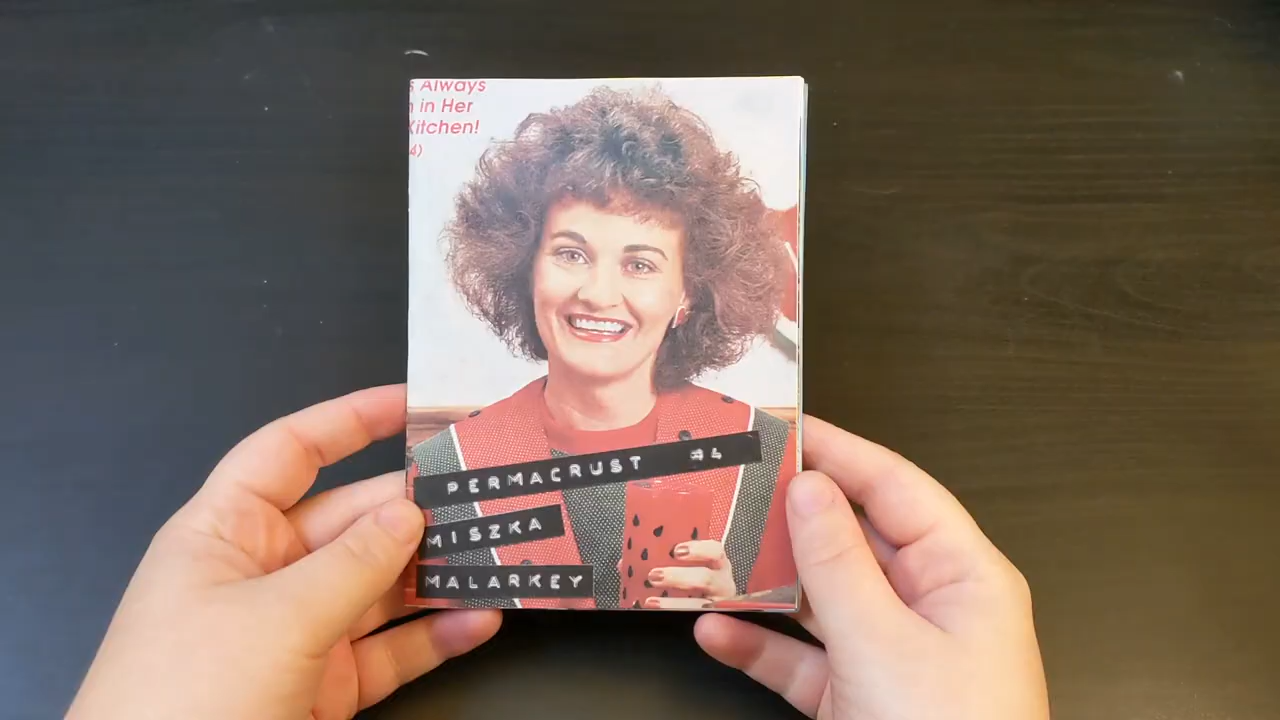 s Always
n in Her
Kitchen!
4)
PERMACRUST #4
MISZKA
MALARKEY